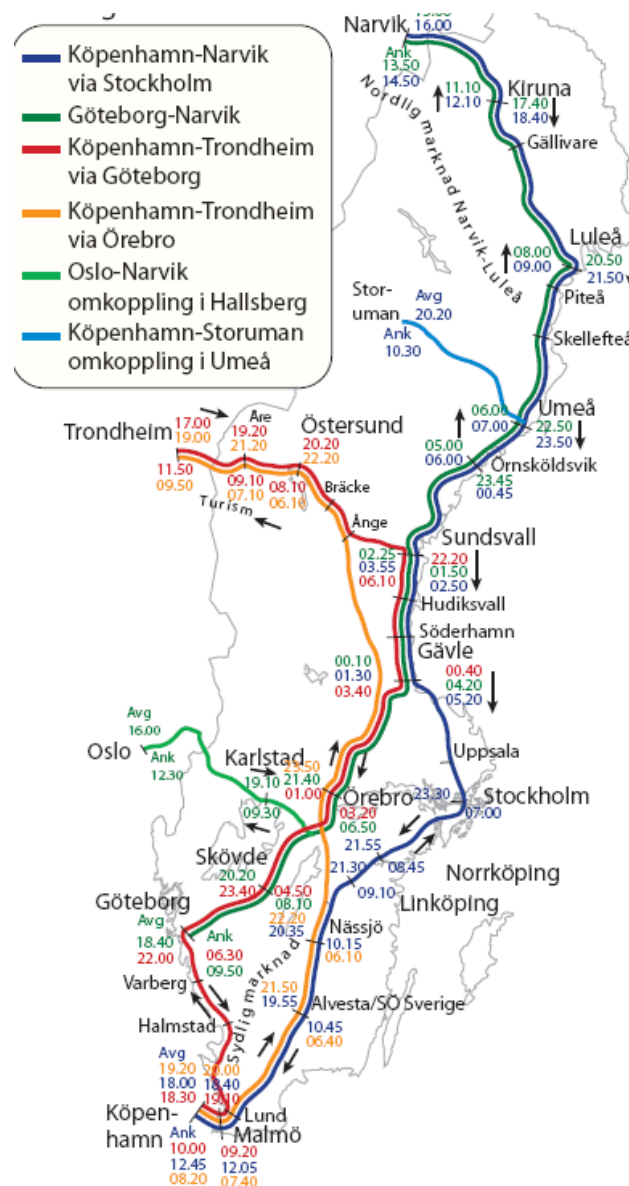 Narvik
16.00
Ank
13.50
14.50
Köpenhamn-Narvik
via Stockholm
Göteborg-Narvik
Köpenhamn-Trondheim
via Göteborg
Köpenhamn-Trondheim
via Örebro
Oslo-Narvik
omkoppling i Hallsberg
Köpenhamn-Storuman
omkoppling i Umeå
Nordlig marknad Narvik-Luleå
11.10
12.10
Kiruna
17.40
18.40
Gällivare
Luleå
08.00
09.00
20.50
21.50
Piteå
Stor-
uman
Avg
20.20
Ank
10.30
Skellefteå
06.00
07.00
Umeå
22.50
23.50
05.00
06.00
Örnsköldsvik
23.45
00.45
Trondheim
17.00
19.00
Åre
19.20
21.20
Östersund
20.20
22.20
11.50
09.50
09.10
07.10
08.10
06.10
Bräcke
Turism
Ånge
Sundsvall
02.25
03.55
06.10
22.20
01.50
02.50
Hudiksvall
Söderhamn
Gävle
00.10
01.30
03.40
00.40
04.20
05.20
Uppsala
Avg
16.00
Oslo
Ank
12.30
Karlstad
19.10
09.30
23.50
21.40
01.00
Örebro
03.20
06.50
23.30
Stockholm
07.00
21.55
08.45
Norrköping
21.30
09.10
Linköping
Skövde
20.20
23.40
04.50
08.10
22.20
20.35
Nässjö
10.15
06.10
Göteborg
Avg
18.40
22.00
Ank
06.30
09.50
Varberg
Halmstad
Sydlig marknad
21.50
19.55
Alvesta/SÖ Sverige
10.45
06.40
Avg
19.20
18.00
18.30
20.00
18.40
19.10
Köpen-
hamn
Lund
Malmö
Ank
10.00
12.45
08.20
09.20
12.05
07.40